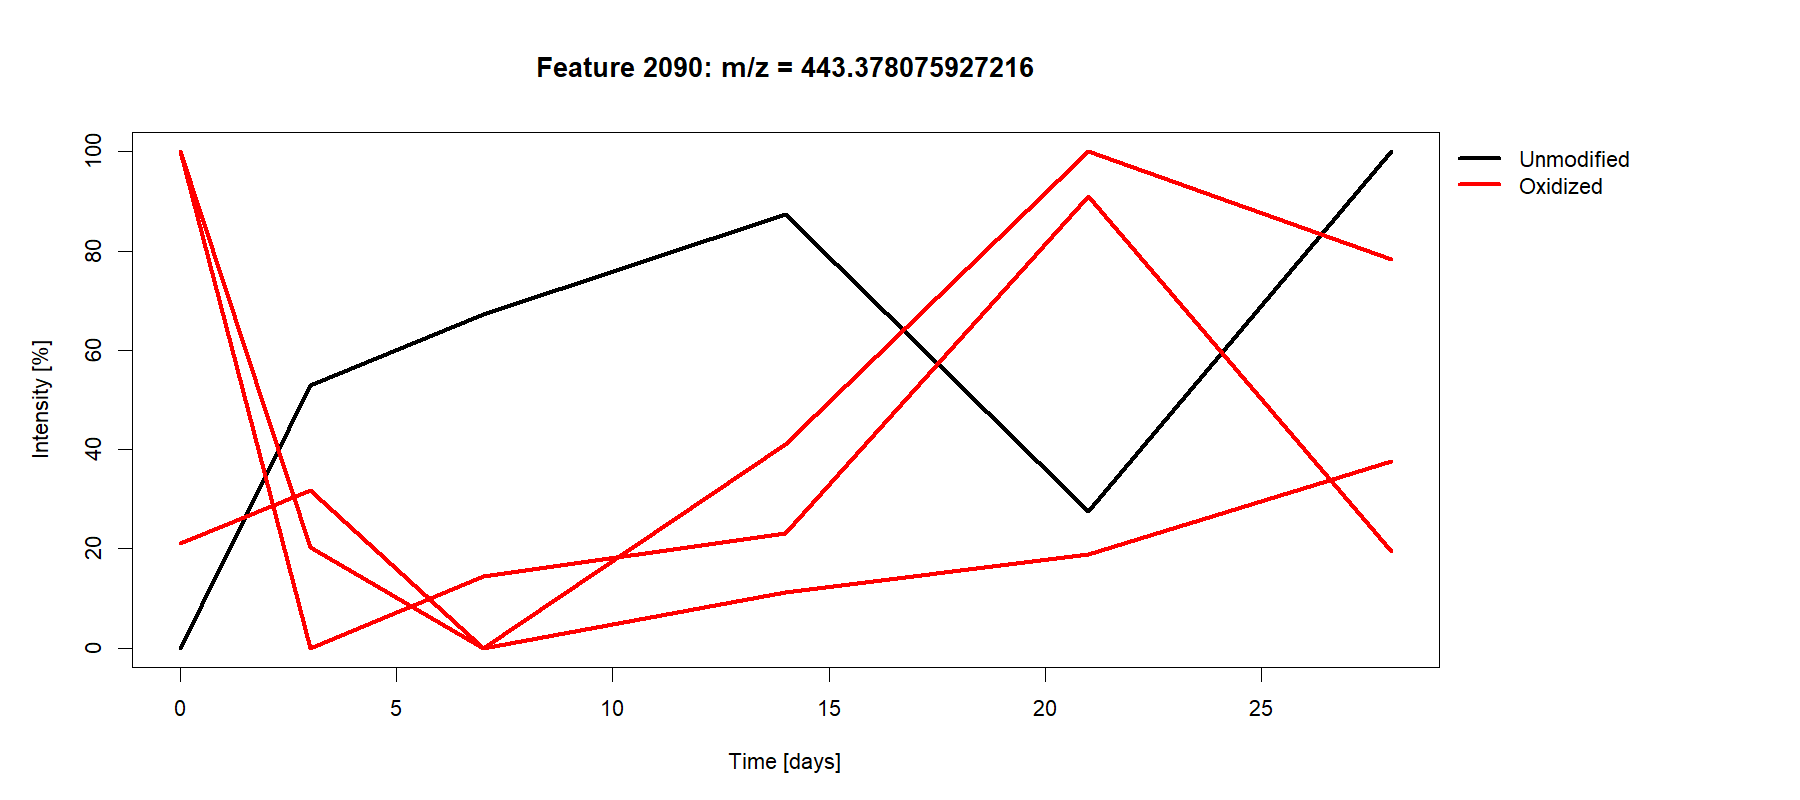 Feature 2090: m/z = 443.378075927216
Unmodified
Oxidized
Intensity [%]
100
80
60
40
20
0
0 5 10 15 20 25
Time [days]